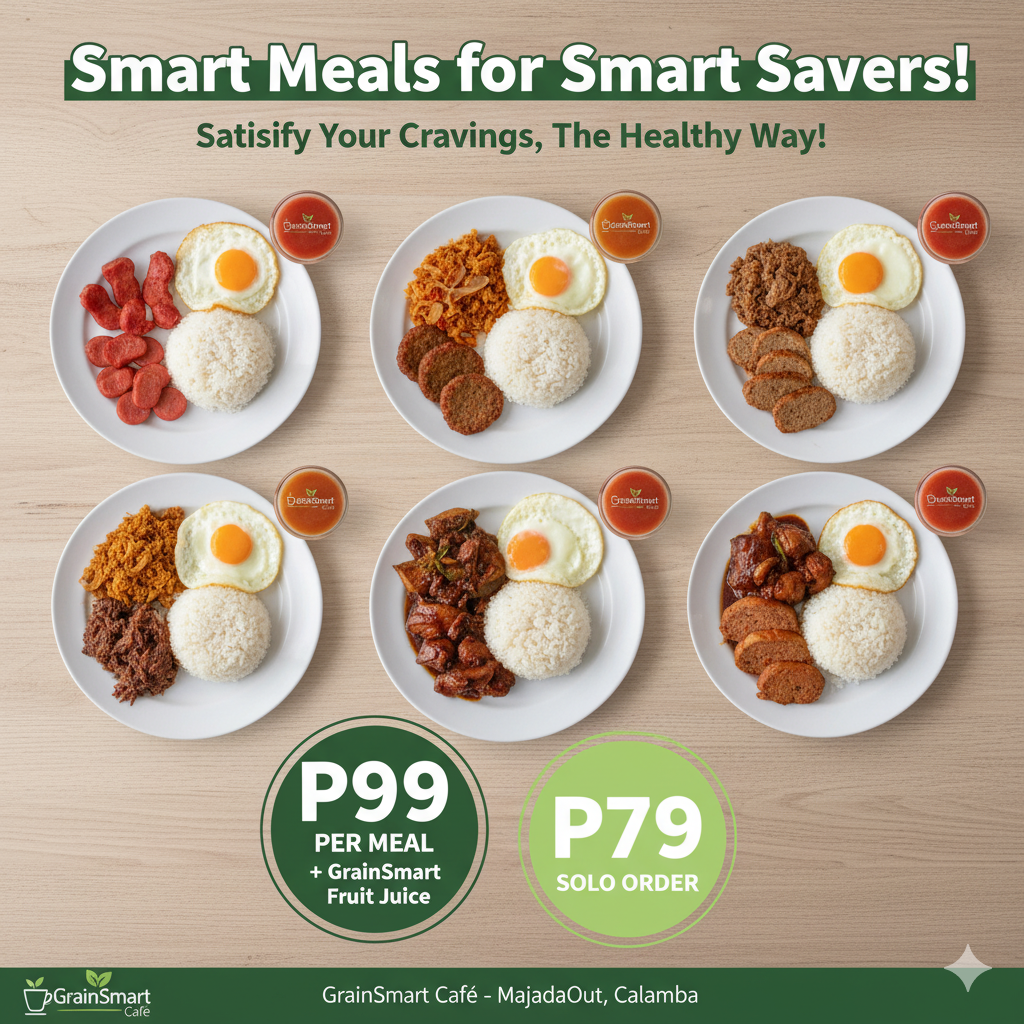 Smart Meals for Smart Savers!
Satisify Your Cravings, The Healthy Way!
P99
PER MEAL
+ GrainSmart
Fruit Juice
P79
SOLO ORDER
GrainSmart
Café
GrainSmart Café - MajadaOut, Calamba